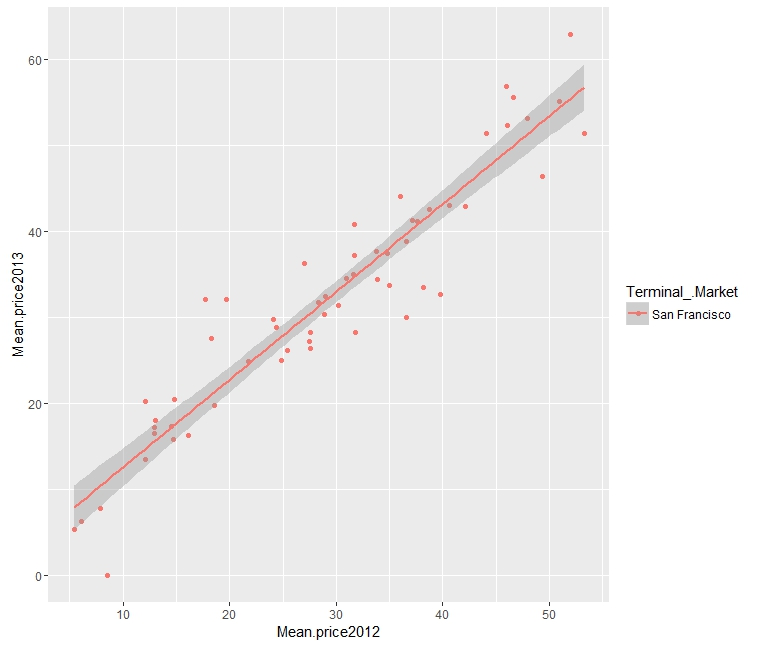 60
40
20
0
Mean.price2013
10 20 30 40 50
Mean.price2012
Terminal_.Market
San Francisco